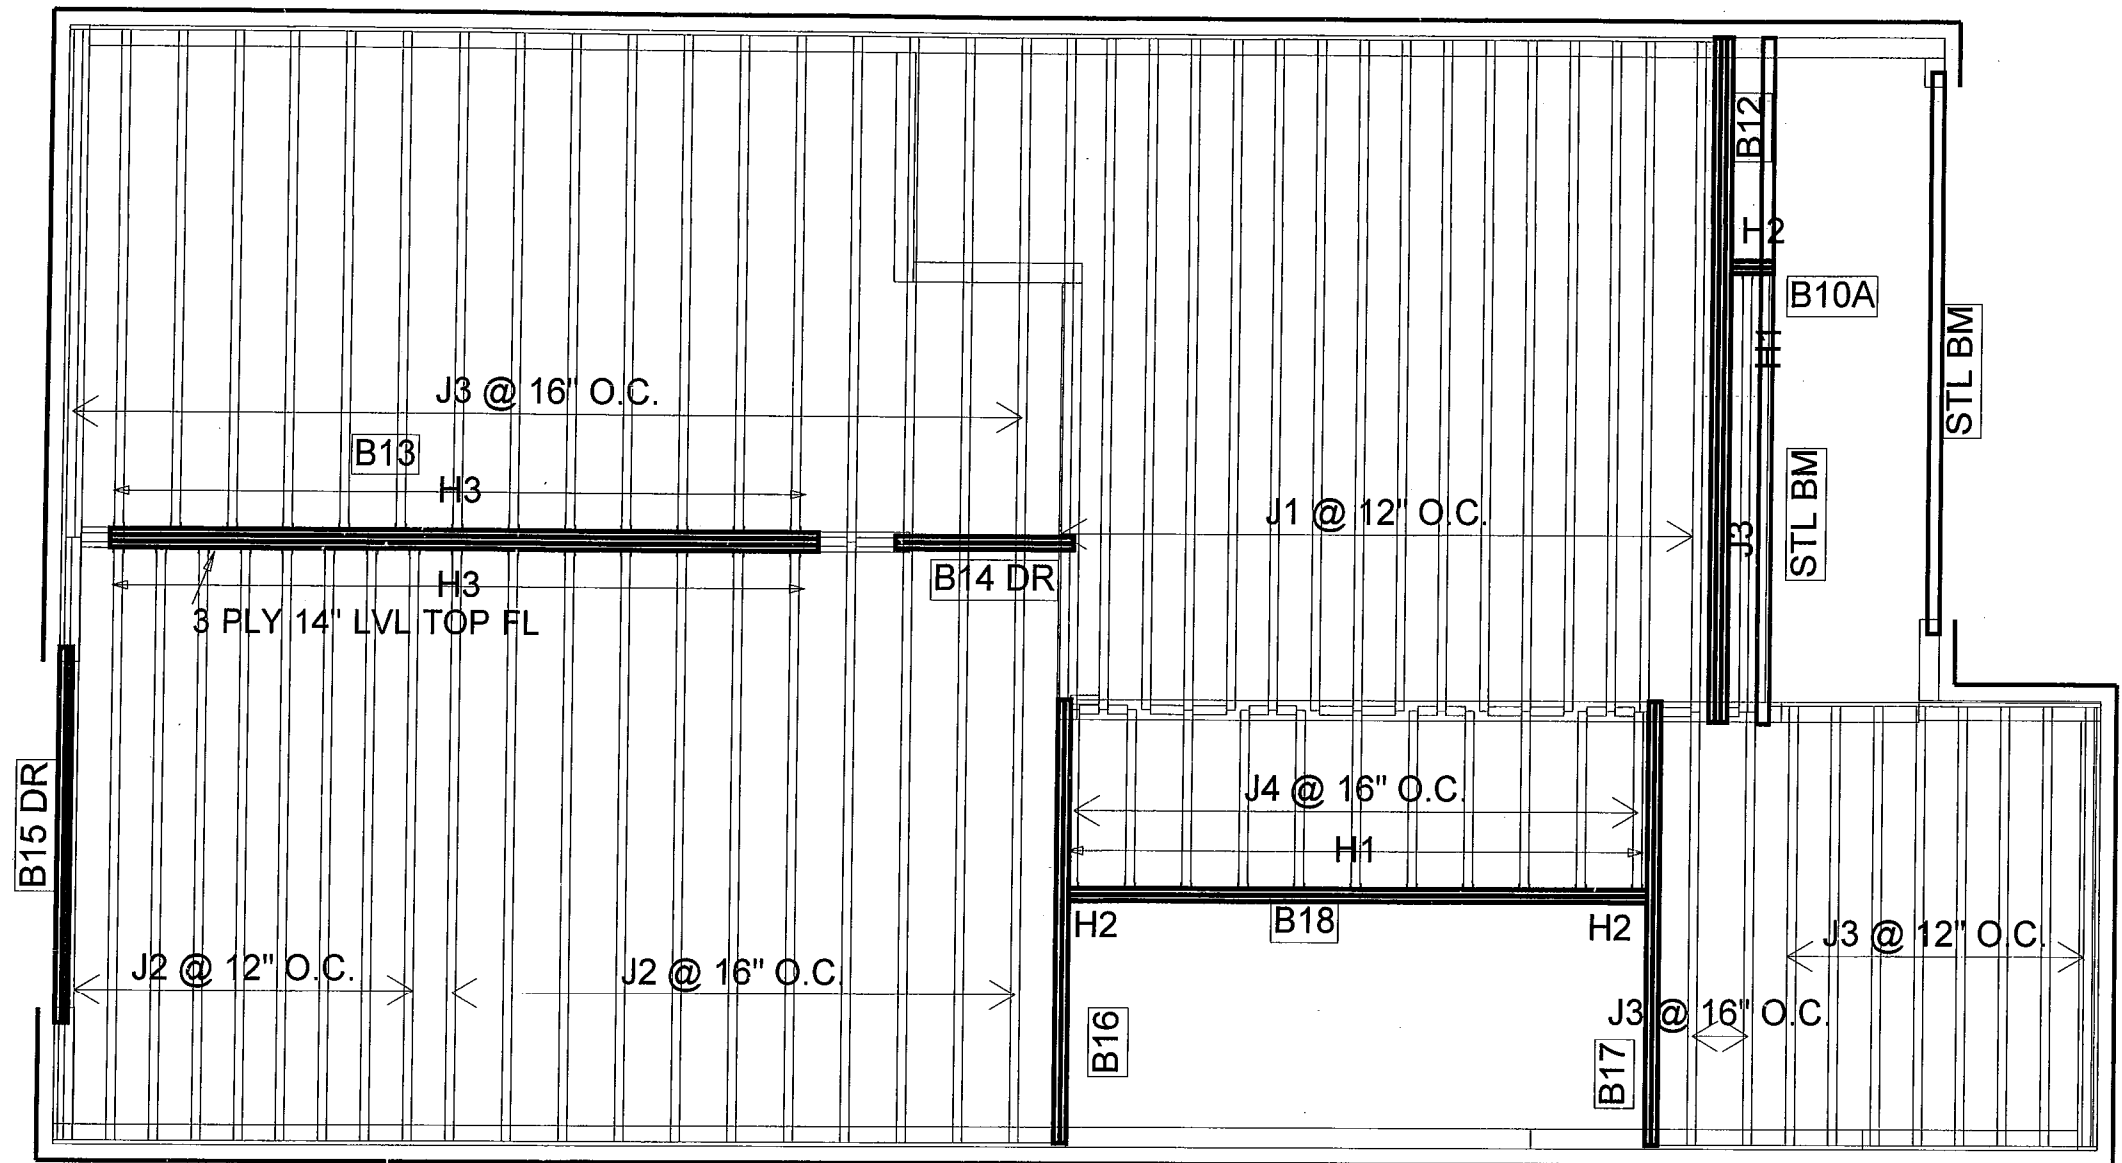 B12
H2
B10A
H1
STL BM
J3 @ 16" O.C.
B13
H3
STL BM
J1 @ 12" O.C.
J3
H3
B14 DR
3 PLY 14" LVL TOP FL
B15 DR
J4 @ 16" O.C.
H1
H2
B18
H2
J3 @ 12" O.C.
J2 @ 12" O.C.
J2 @ 16" O.C.
J3 @ 16" O.C.
B16
B17